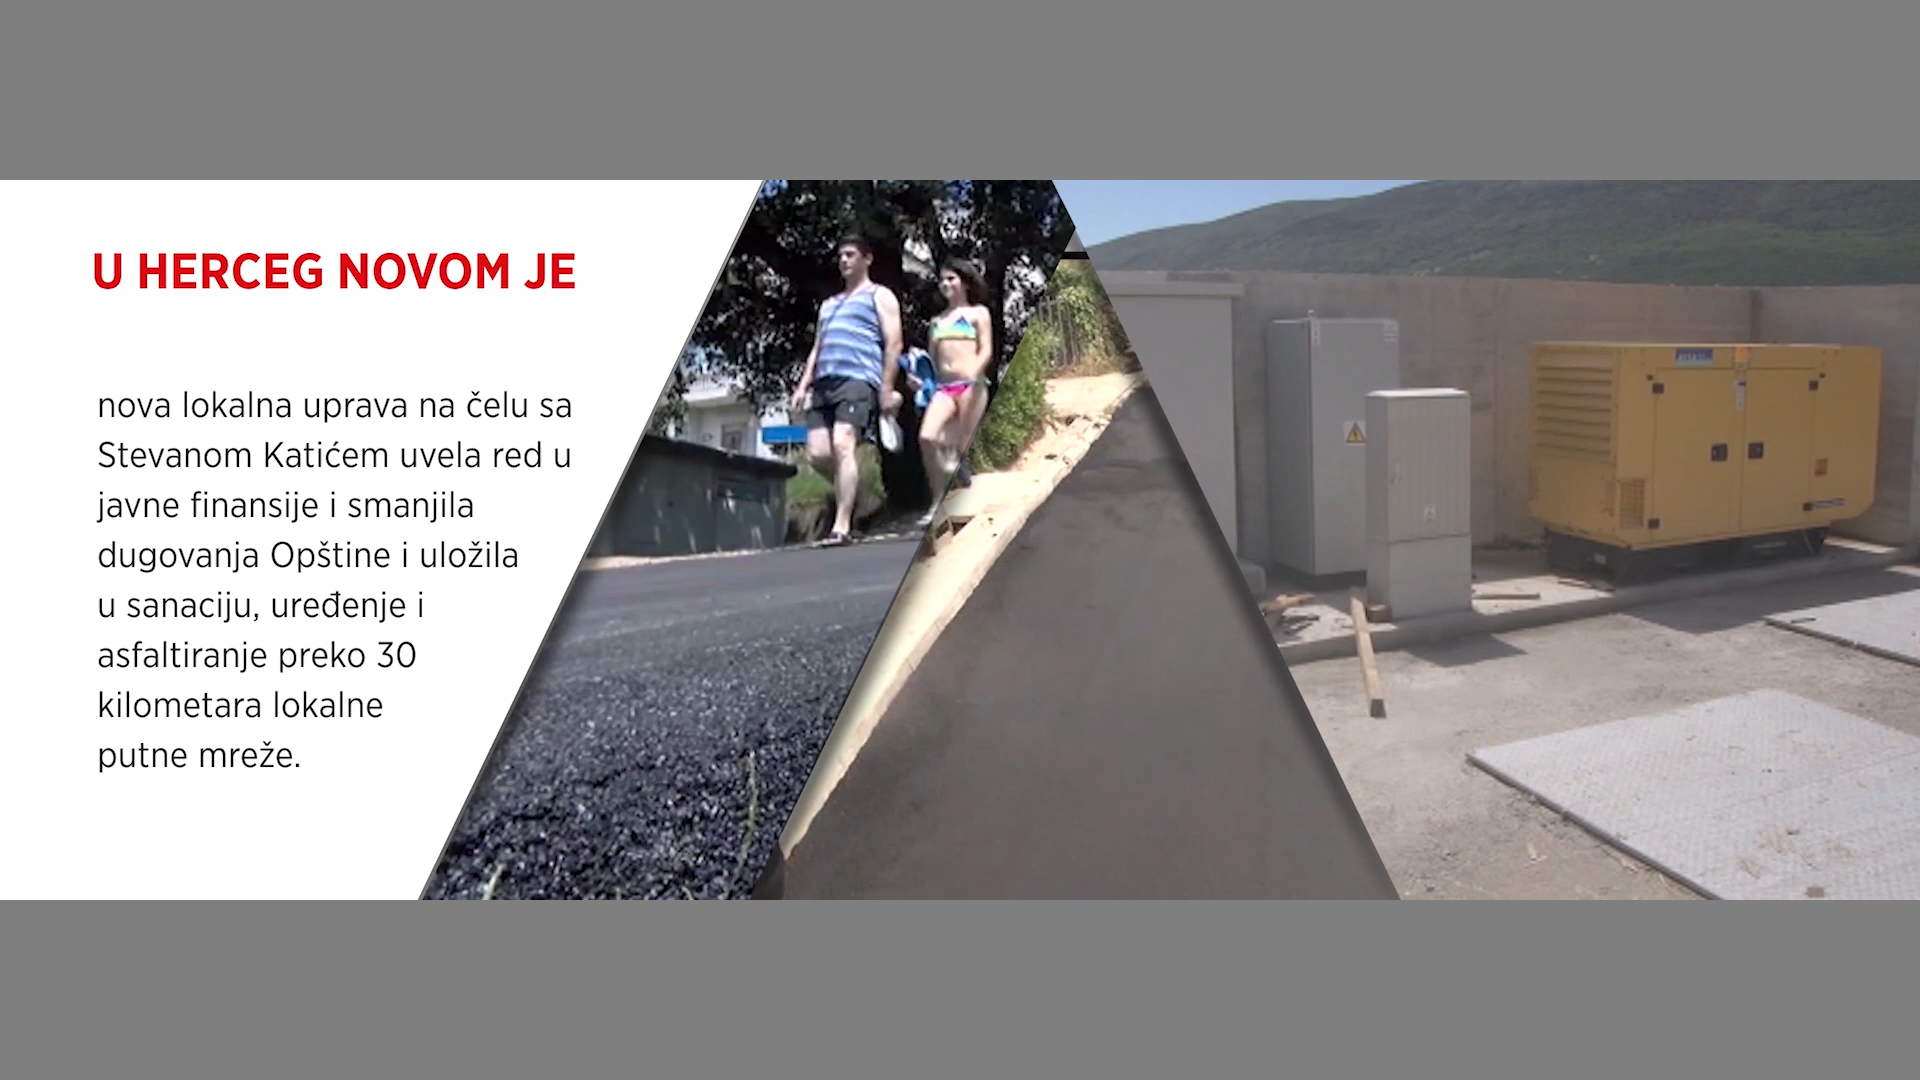 U HERCEG NOVOM JE
nova lokalna uprava na čelu sa
Stevanom Katićem uvela red u
javne finansije i smanjila
dugovanja Opštine i uložila
u sanaciju, uređenje i
asfaltiranje preko 30
kilometara lokalne
putne mreže.